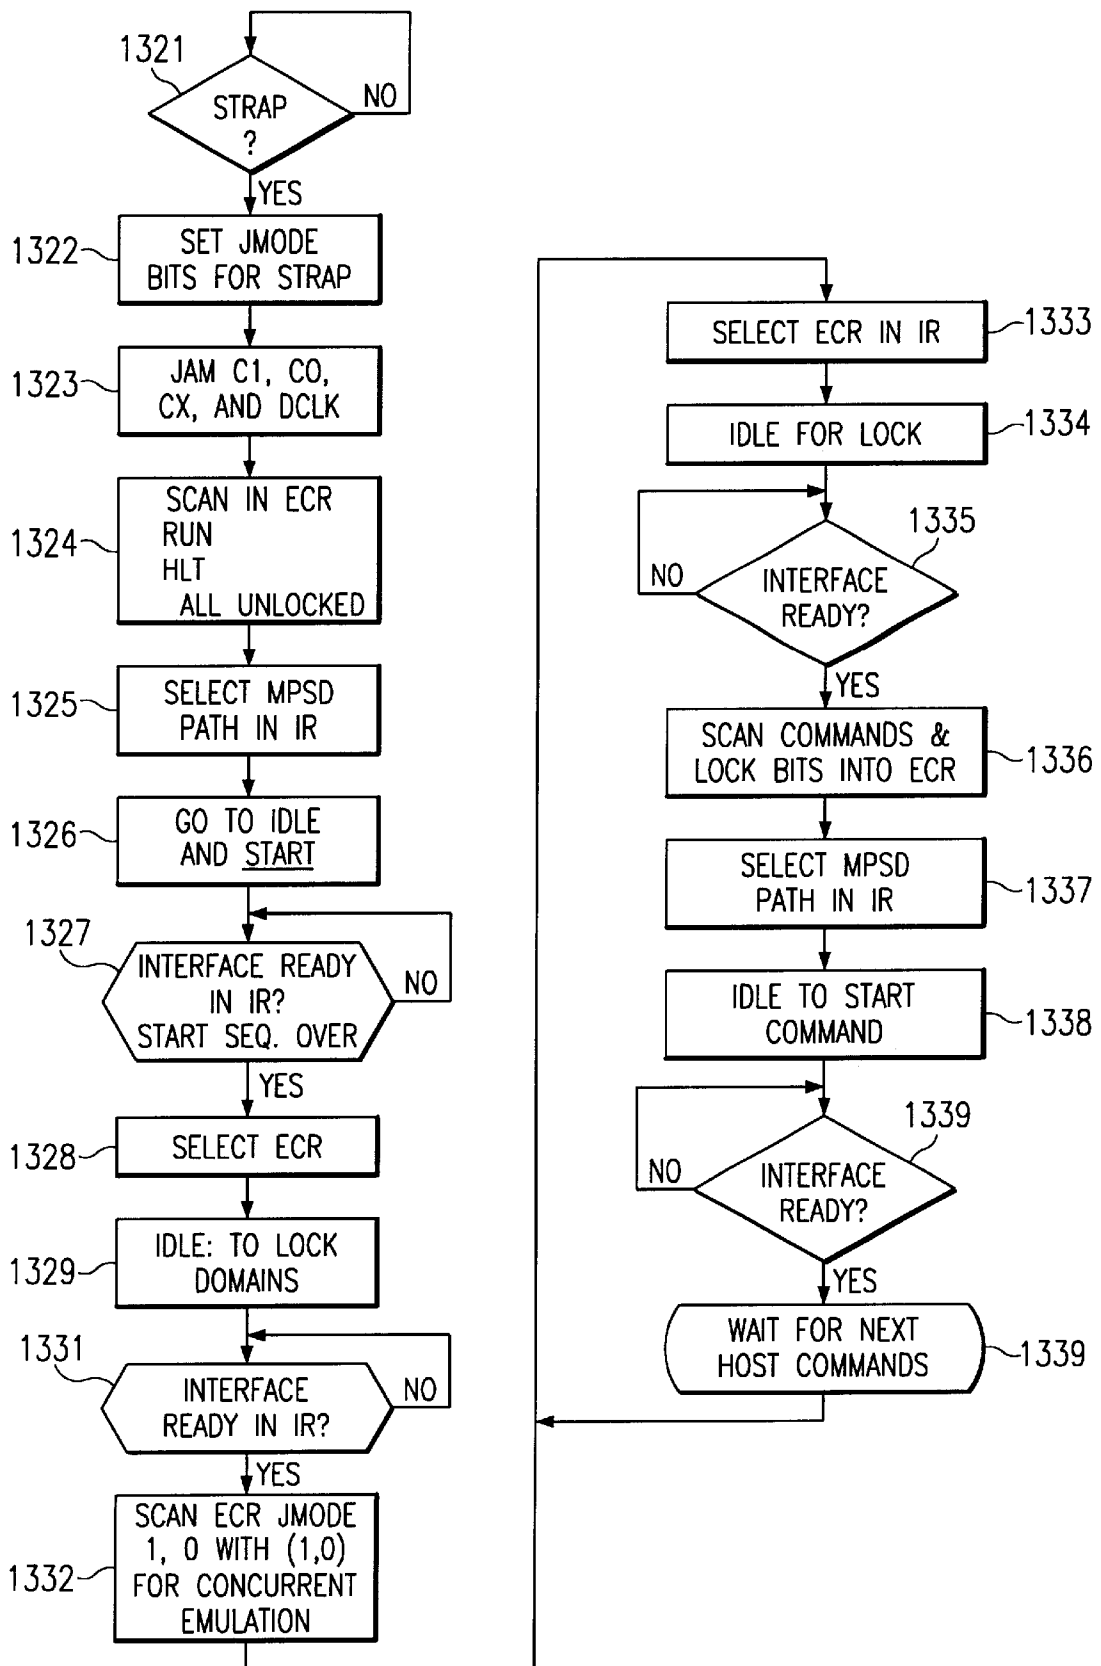 1321
STRAP
?
NO
YES
1322
SET JMODE
BITS FOR STRAP
1323
JAM C1, C0,
CX, AND DCLK
1324
SCAN IN ECR
RUN
HLT
ALL UNLOCKED
1325
SELECT MPSD
PATH IN IR
1326
GO TO IDLE
AND START
1327
INTERFACE READY
IN IR?
START SEQ. OVER
NO
YES
1328
SELECT ECR
1329
IDLE: TO LOCK
DOMAINS
1331
INTERFACE
READY IN IR?
NO
YES
1332
SCAN ECR JMODE
1, 0 WITH (1,0)
FOR CONCURRENT
EMULATION
SELECT ECR IN IR
1333
IDLE FOR LOCK
1334
1335
INTERFACE
READY?
NO
YES
SCAN COMMANDS &
LOCK BITS INTO ECR
1336
SELECT MPSD
PATH IN IR
1337
IDLE TO START
COMMAND
1338
1339
INTERFACE
READY?
NO
YES
WAIT FOR NEXT
HOST COMMANDS
1339